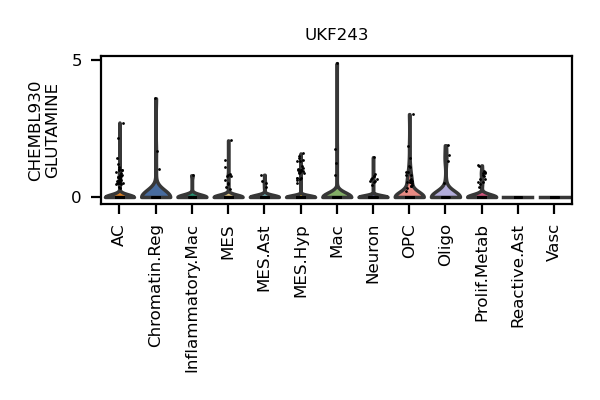 UKF243
CHEMBL930
GLUTAMINE
5
0
AC
Chromatin.Reg
Inflammatory.Mac
MES
MES.Ast
MES.Hyp
Mac
Neuron
OPC
Oligo
Prolif.Metab
Reactive.Ast
Vasc